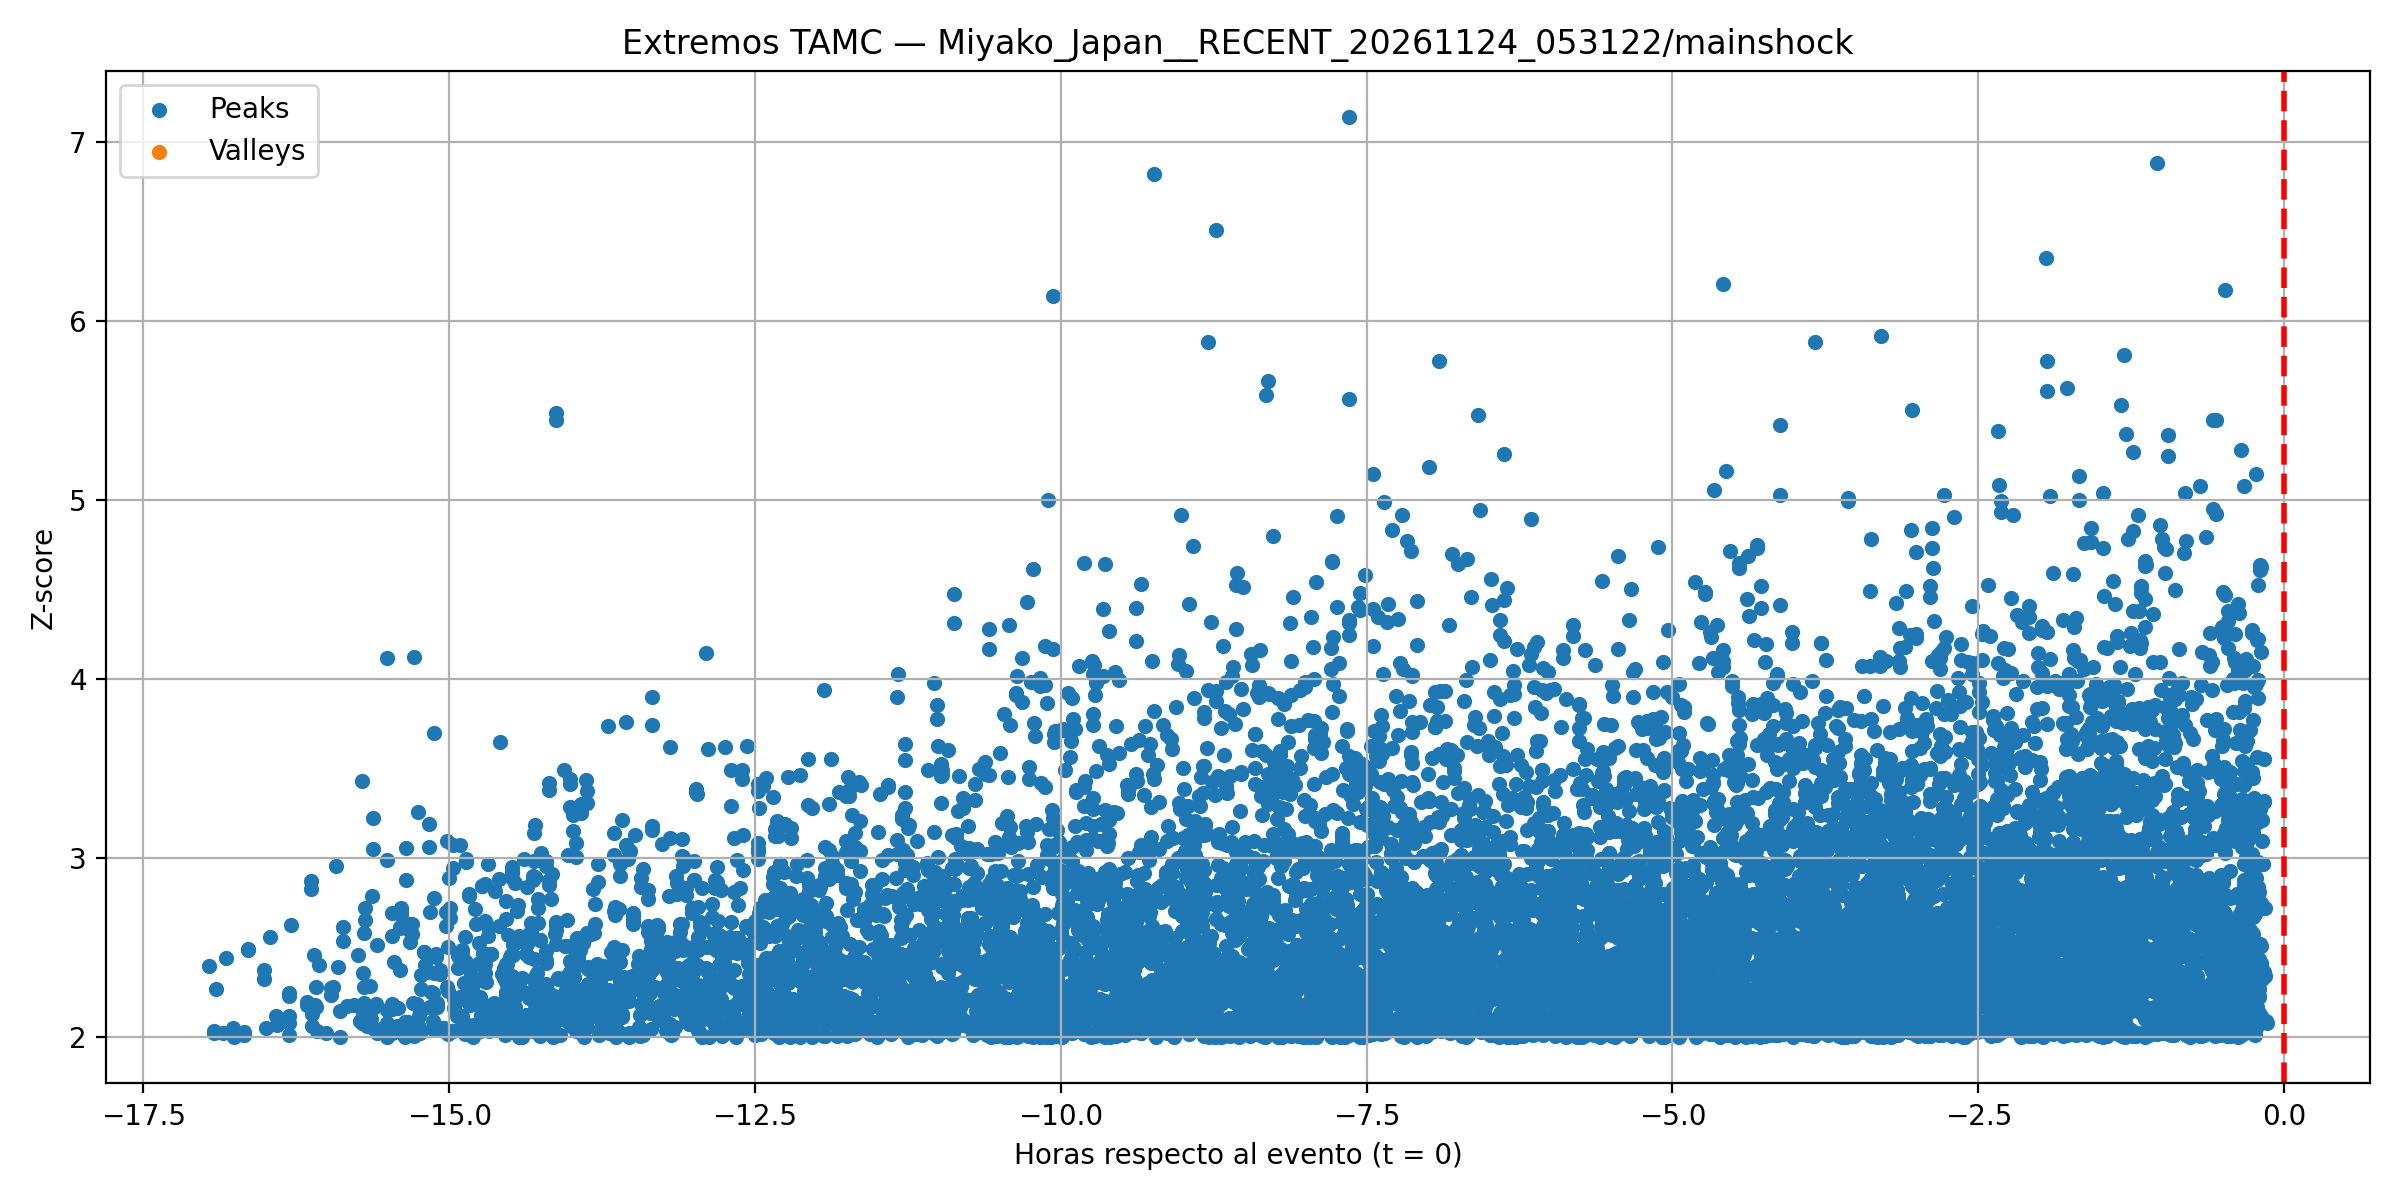 Extremos TAMC — Miyako_Japan__RECENT_20261124_053122/mainshock
Peaks
Valleys
7
6
5
4
3
2
Z-score
−17.5 −15.0 −12.5 −10.0 −7.5 −5.0 −2.5 0.0
Horas respecto al evento (t = 0)